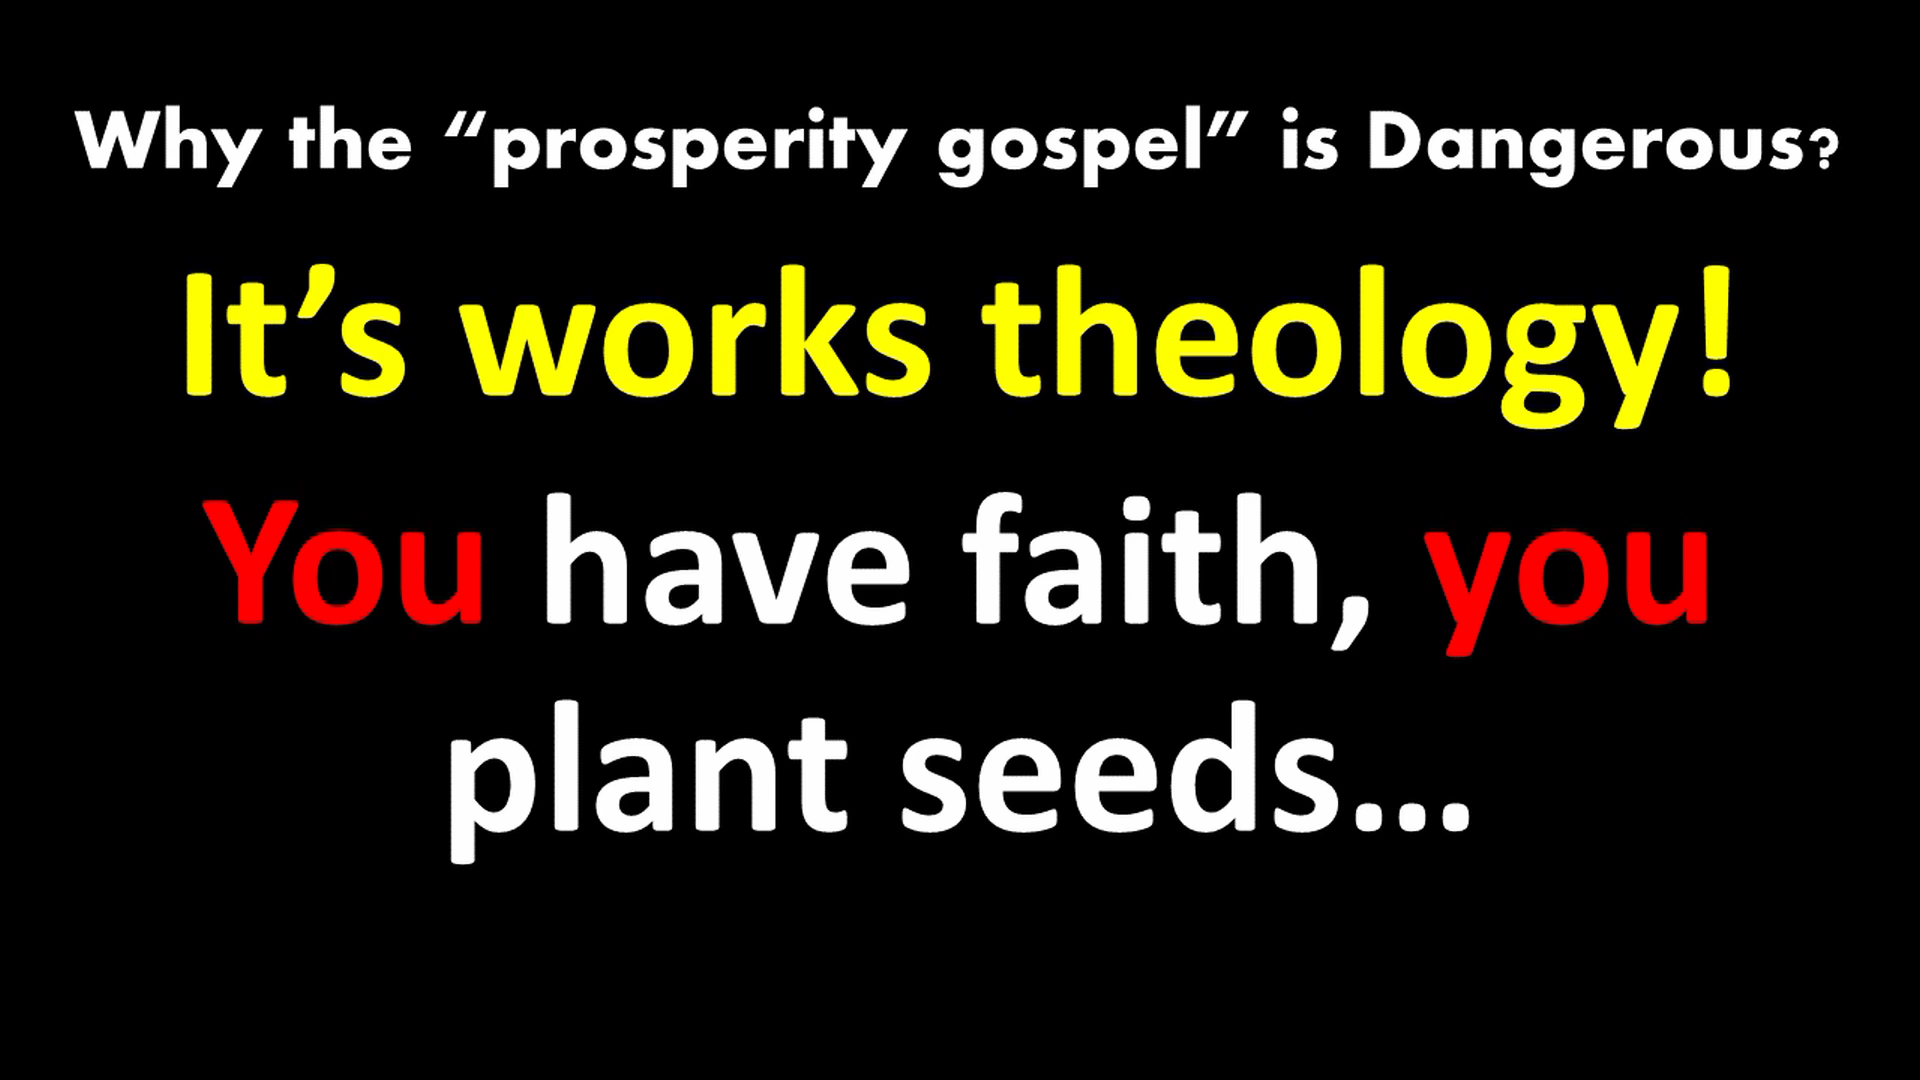 Why the “prosperity gospel” is Dangerous?
It’s works theology!
You have faith, you
plant seeds...